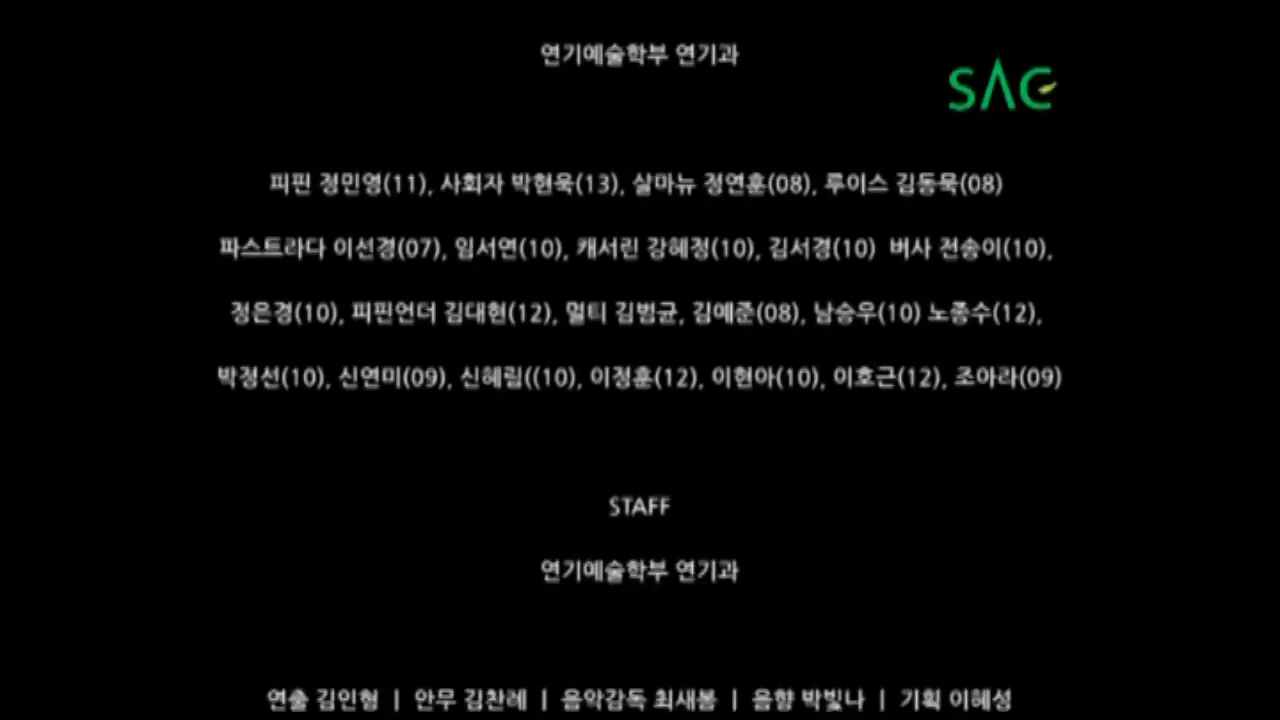 연기예술학부 연기과
SAC
피핀 정민영(11), 사회자 박현욱(13), 살마뉴 정연훈(08), 루이스 김동묵(08)
파스트라다 이선경(07), 임서연(10), 캐서린 강혜정(10), 김서경(10) 버사 전송이(10),
정은경(10), 피핀언더 김대현(12), 멀티 김범균, 김예준(08), 남승우(10) 노종수(12),
박정선(10), 신연미(09), 신혜림((10), 이정훈(12), 이현아(10), 이호근(12), 조아라(09)
STAFF
연기예술학부 연기과
연출 김인형 | 안무 김찬례 | 음악감독 최새봄 | 음향 박빛나 | 기획 이혜성